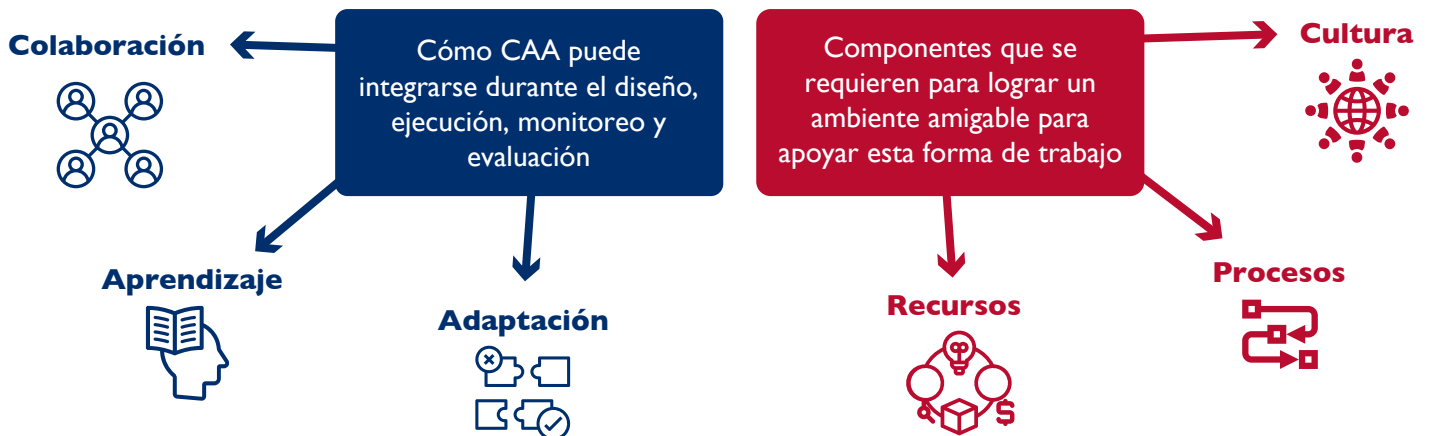 Colaboración
Cómo CAA puede
integrarse durante el diseño,
ejecución, monitoreo y
evaluación
Aprendizaje
Adaptación
Componentes que se
requieren para lograr un
ambiente amigable para
apoyar esta forma de trabajo
Cultura
Procesos
Recursos
$